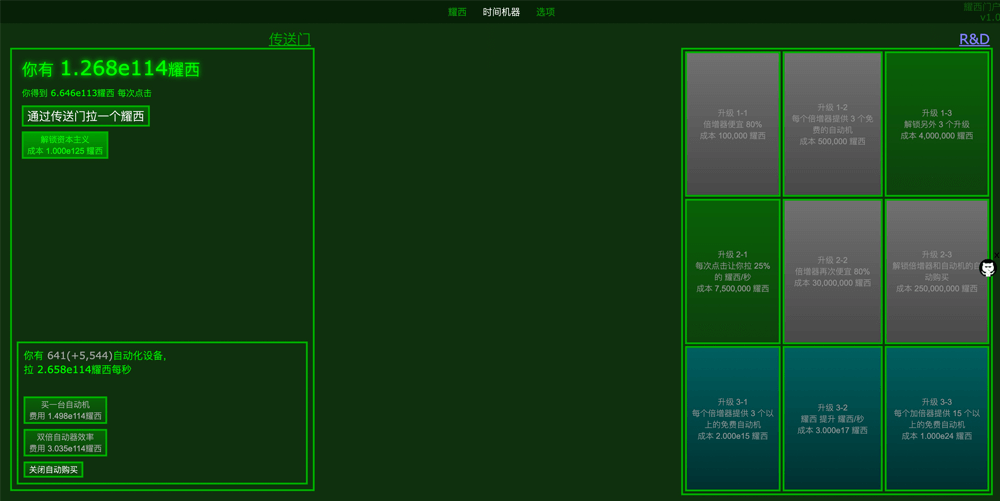 耀西
时间机器
选项
耀西门户
v1.0
传送门
R&D
你有 1.268e114耀西
你得到 6.646e113耀西 每次点击
通过传送门拉一个耀西
解锁资本主义
成本 1.000e125 耀西
你有 641(+5,544)自动化设备,
拉 2.658e114耀西每秒
买一台自动机
费用 1.498e114耀西
双倍自动器效率
费用 3.035e114耀西
关闭自动购买
升级 1-1
倍增器便宜 80%
成本 100,000 耀西
升级 1-2
每个倍增器提供 3 个免
费的自动机
成本 500,000 耀西
升级 1-3
解锁另外 3 个升级
成本 4,000,000 耀西
升级 2-1
每次点击让你拉 25%
的 耀西/秒
成本 7,500,000 耀西
升级 2-2
倍增器再次便宜 80%
成本 30,000,000 耀西
升级 2-3
解锁倍增器和自动机的自
动购买
成本 250,000,000 耀西
升级 3-1
每个倍增器提供 3 个以
上的免费自动机
成本 2.000e15 耀西
升级 3-2
耀西 提升 耀西/秒
成本 3.000e17 耀西
升级 3-3
每个加倍器提供 15 个以
上的免费自动机
成本 1.000e24 耀西